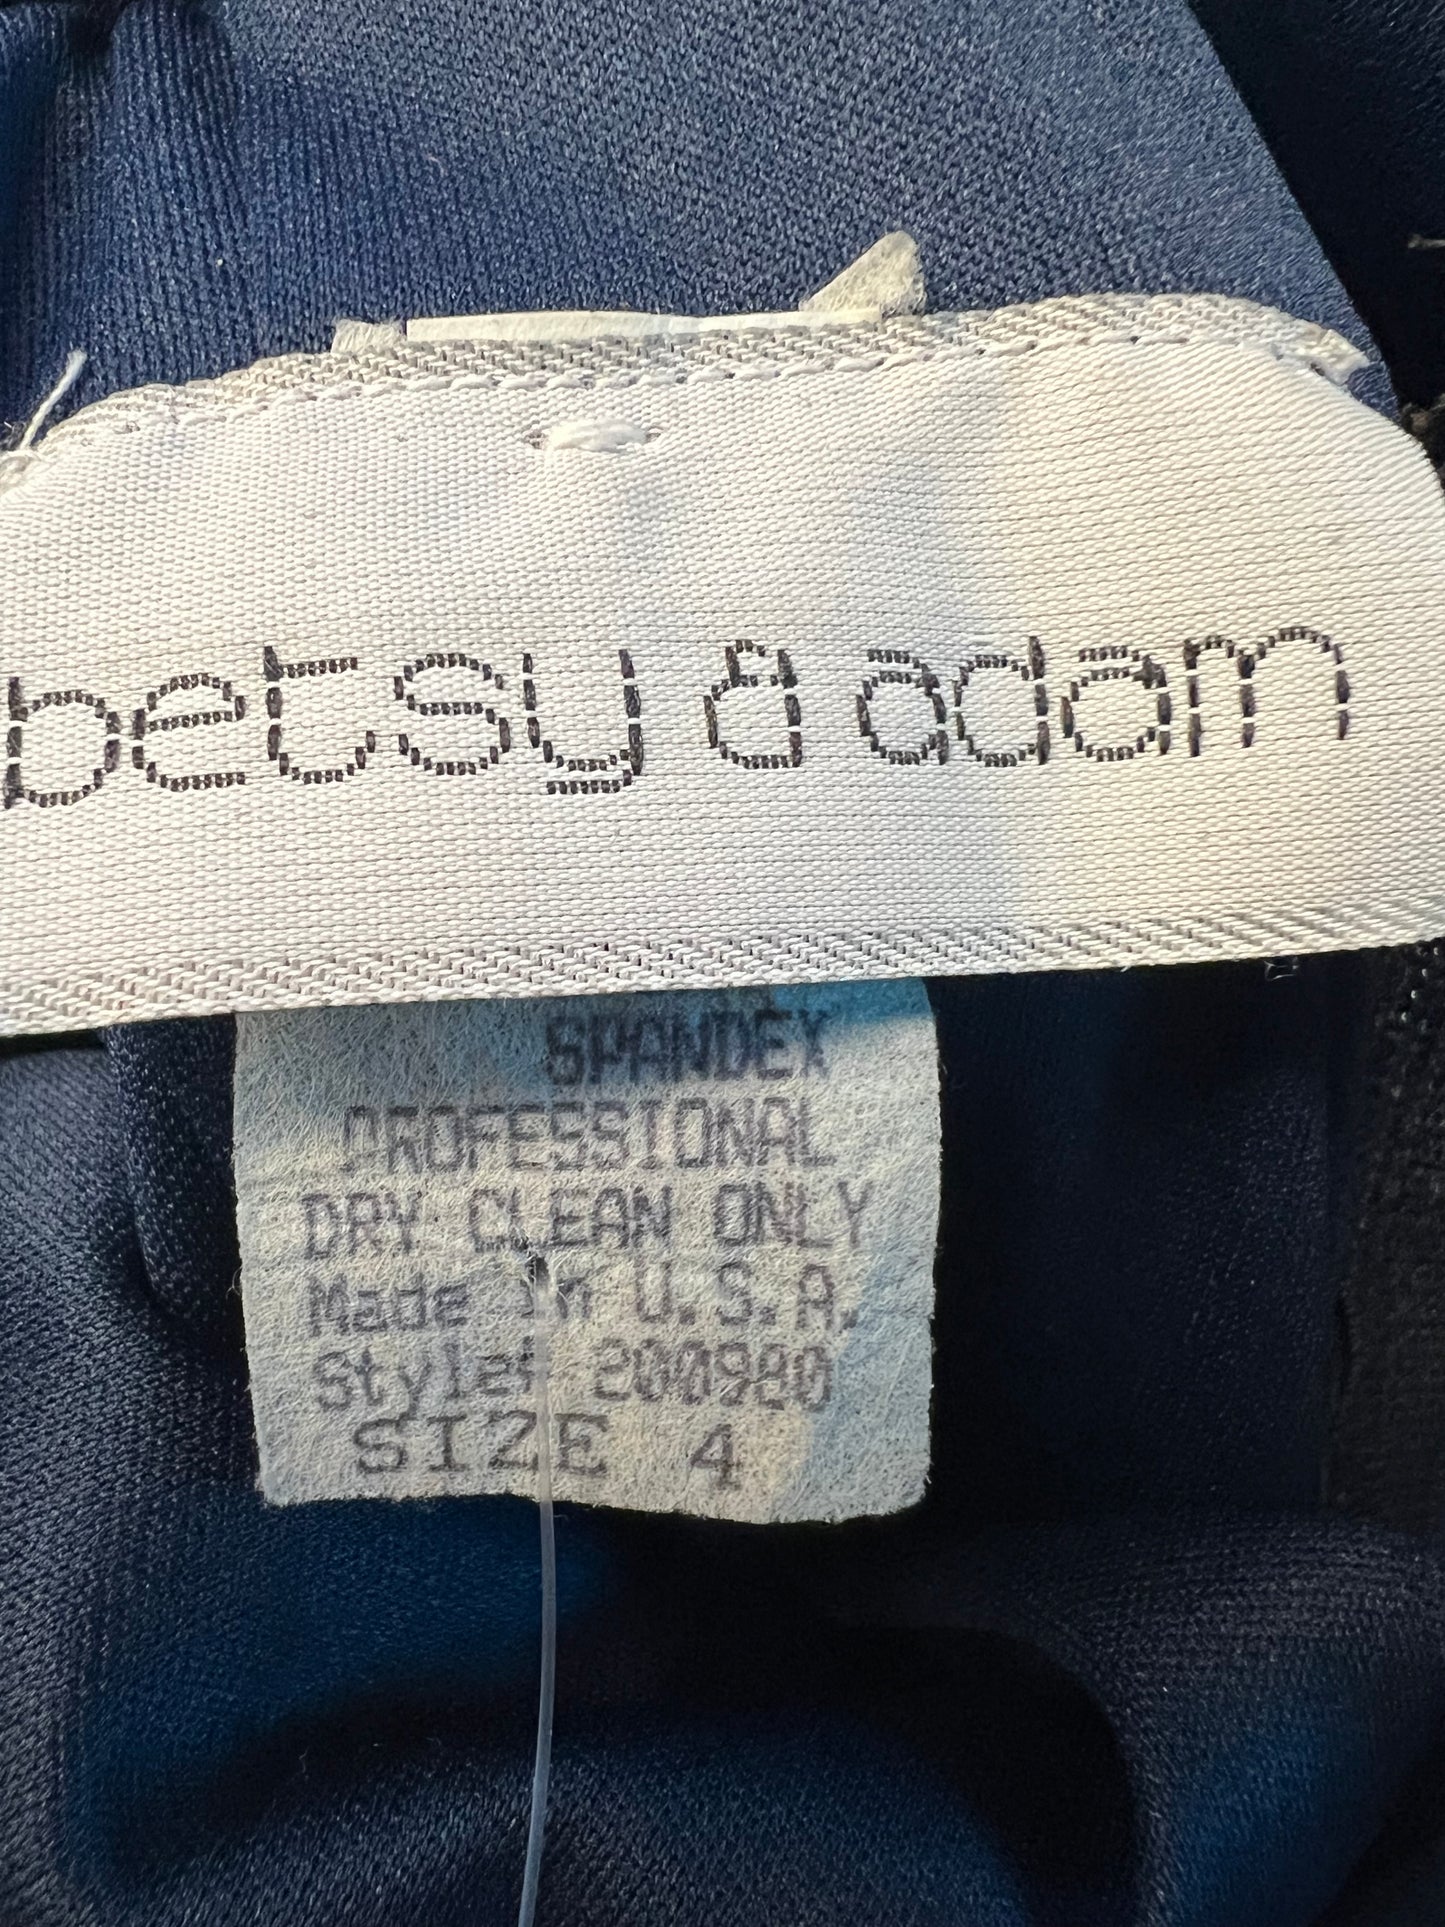 betsy & adam
SPANDEX
PROFESSIONAL
DRY CLEAN ONLY
Made in U.S.A.
Style# 200980
SIZE 4